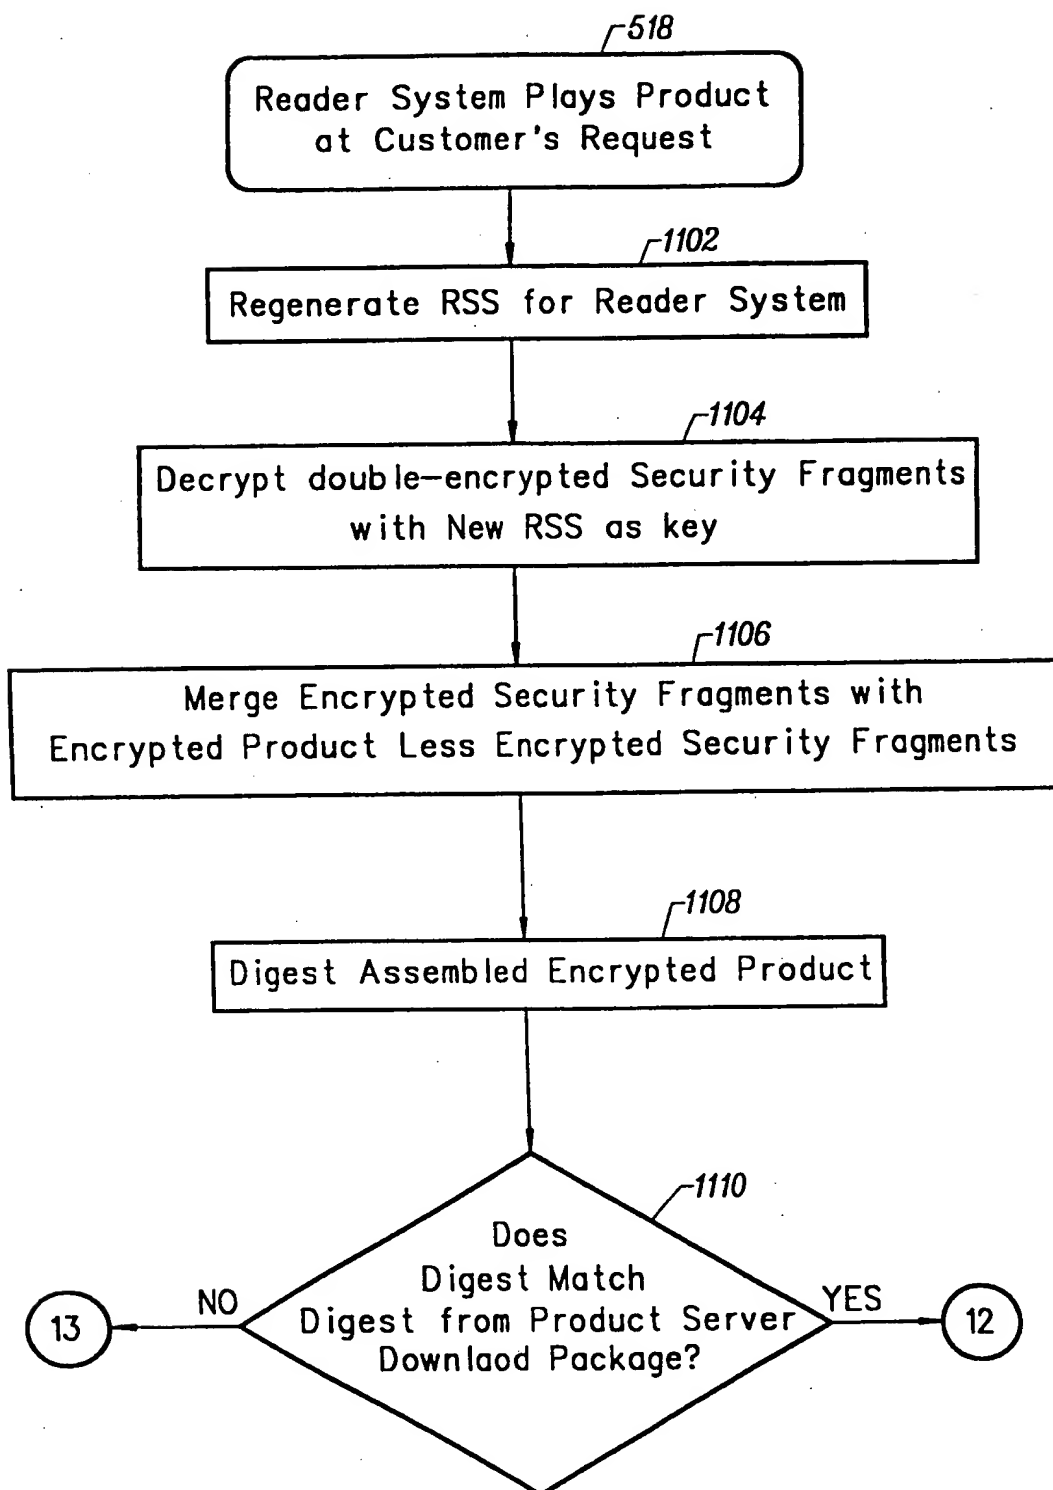 518
Reader System Plays Product
at Customer's Request
1102
Regenerate RSS for Reader System
1104
Decrypt double-encrypted Security Fragments
with New RSS as key
1106
Merge Encrypted Security Fragments with
Encrypted Product Less Encrypted Security Fragments
1108
Digest Assembled Encrypted Product
1110
Does
Digest Match
Digest from Product Server
Downlaod Package?
NO
YES
13
12